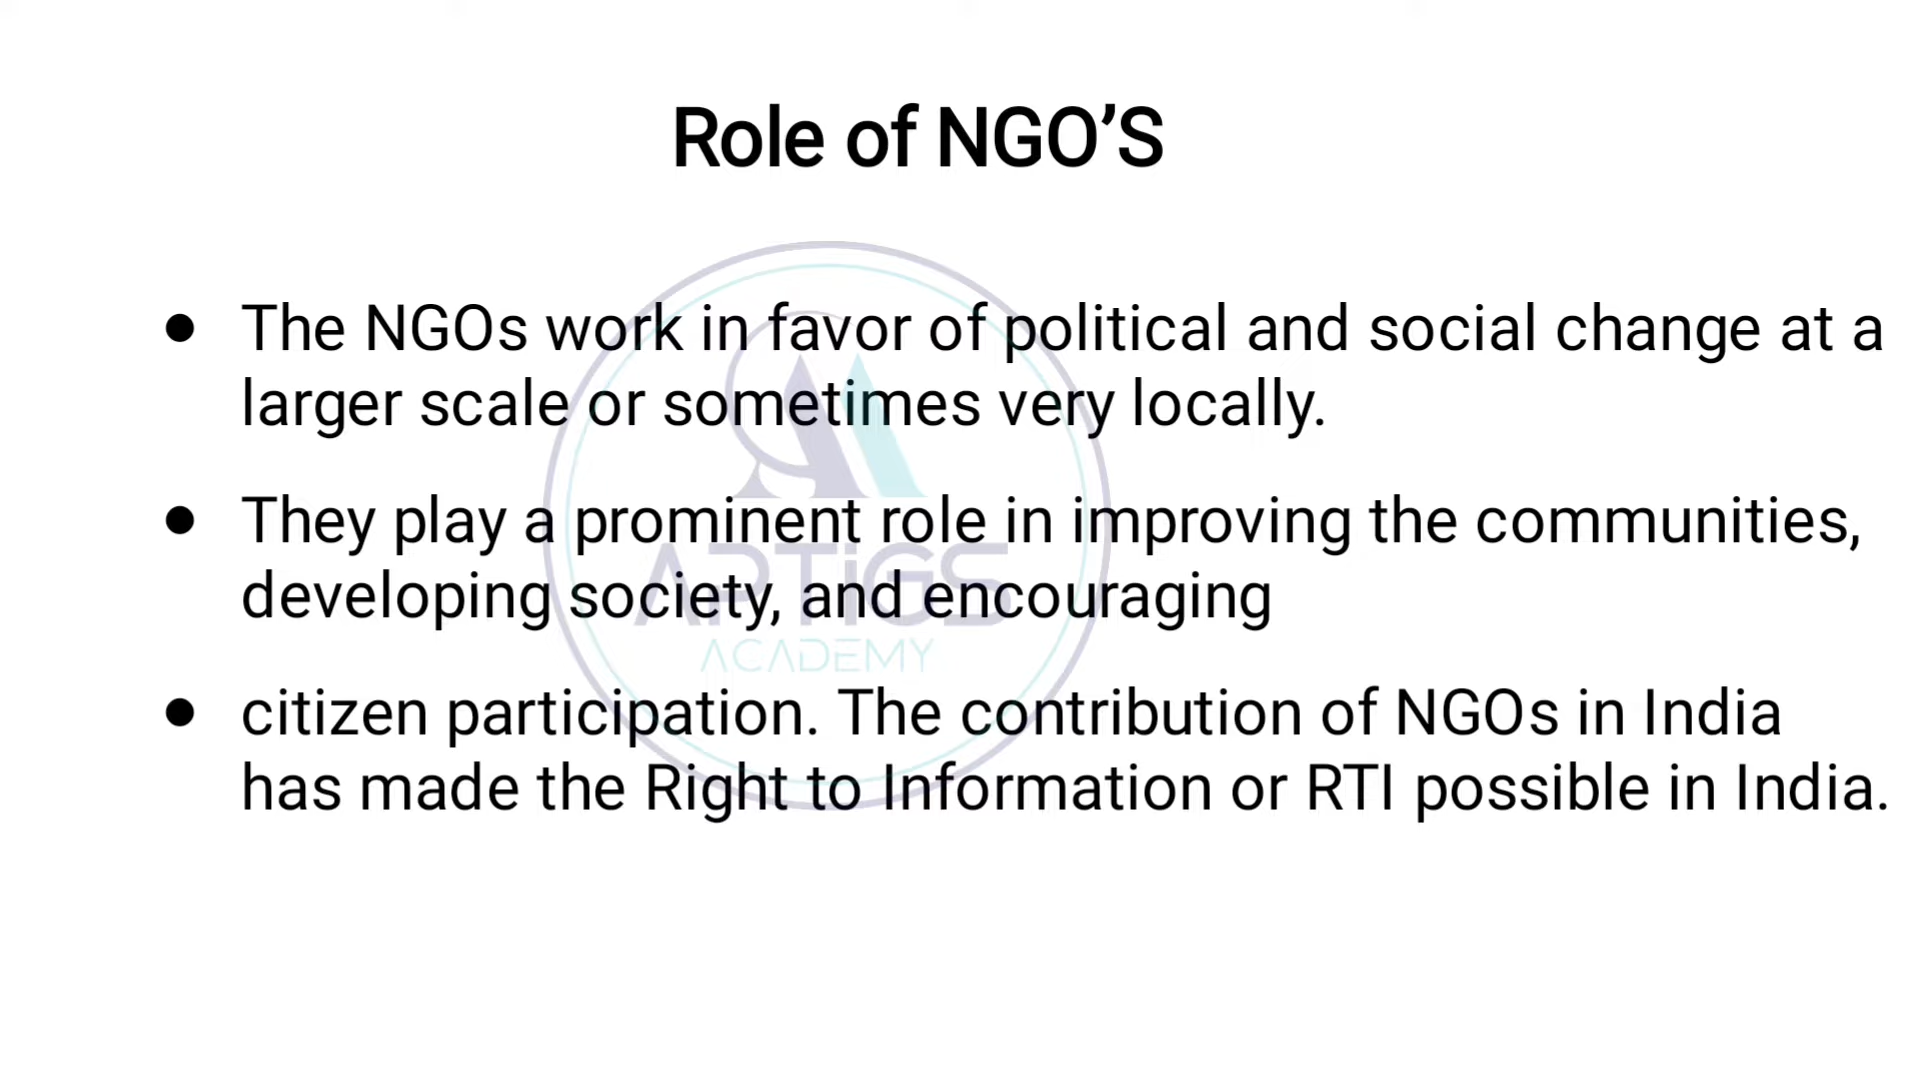 Role of NGO’S
● The NGOs work in favor of political and social change at a
larger scale or sometimes very locally.
● They play a prominent role in improving the communities,
developing society, and encouraging
APTiGS
ACADEMY
● citizen participation. The contribution of NGOs in India
has made the Right to Information or RTI possible in India.